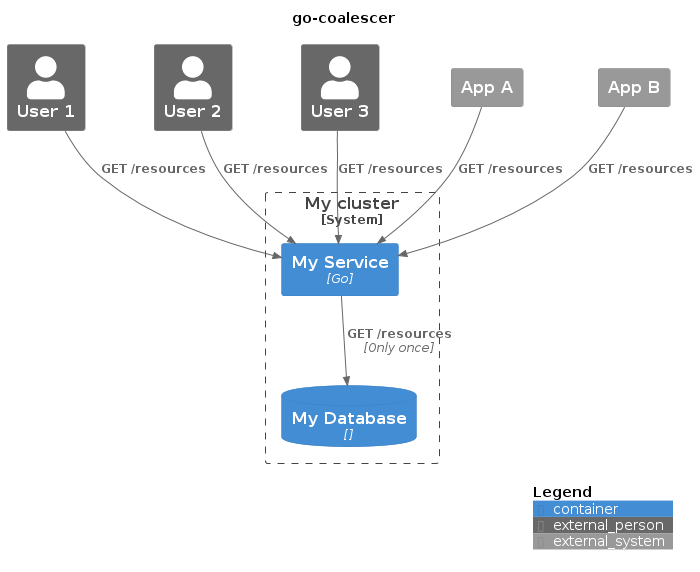 go-coalescer
User 1
User 2
User 3
App A
App B
GET /resources
GET /resources
GET /resources
GET /resources
GET /resources
My cluster
[System]
My Service
[Go]
GET /resources
[Only once]
My Database
[]
Legend
container
external_person
external_system